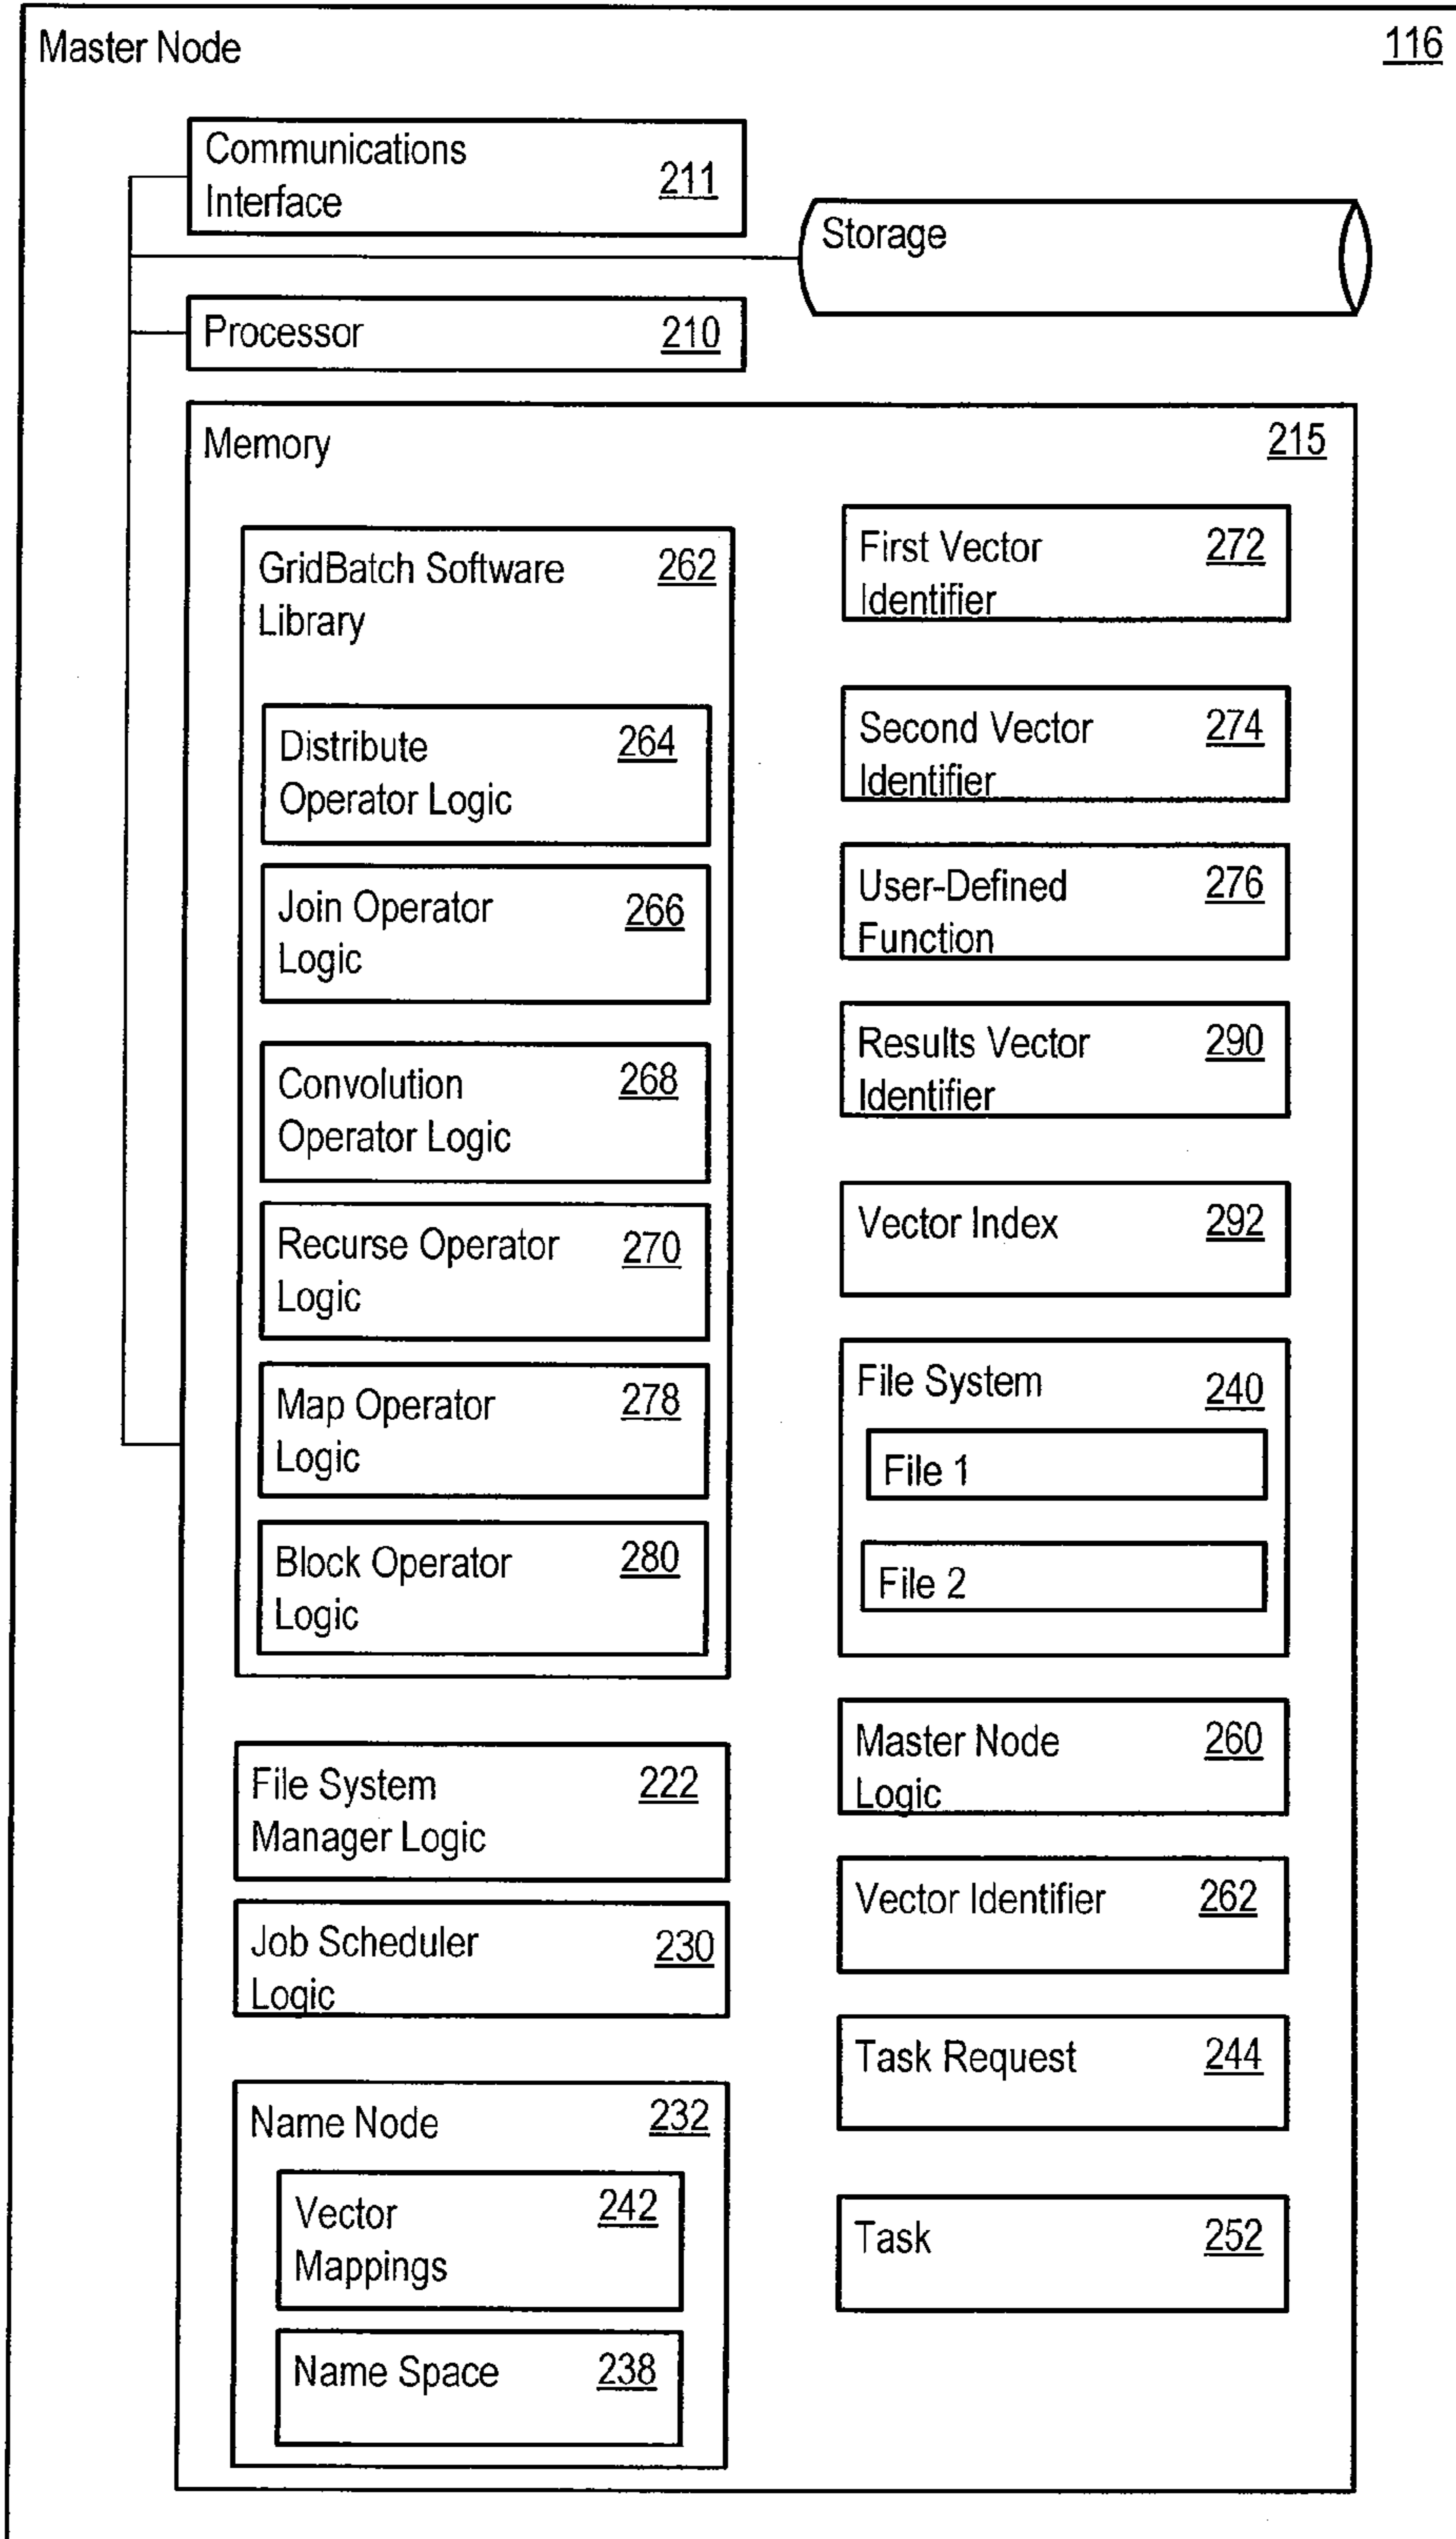 Master Node 116
Communications
Interface 211
Storage
Processor 210
Memory 215
GridBatch Software 262
Library
Distribute 264
Operator Logic
Join Operator 266
Logic
Convolution 268
Operator Logic
Recurse Operator 270
Logic
Map Operator 278
Logic
Block Operator 280
Logic
File System 222
Manager Logic
Job Scheduler 230
Logic
Name Node 232
Vector 242
Mappings
Name Space 238
First Vector 272
Identifier
Second Vector 274
Identifier
User-Defined 276
Function
Results Vector 290
Identifier
Vector Index 292
File System 240
File 1
File 2
Master Node 260
Logic
Vector Identifier 262
Task Request 244
Task 252